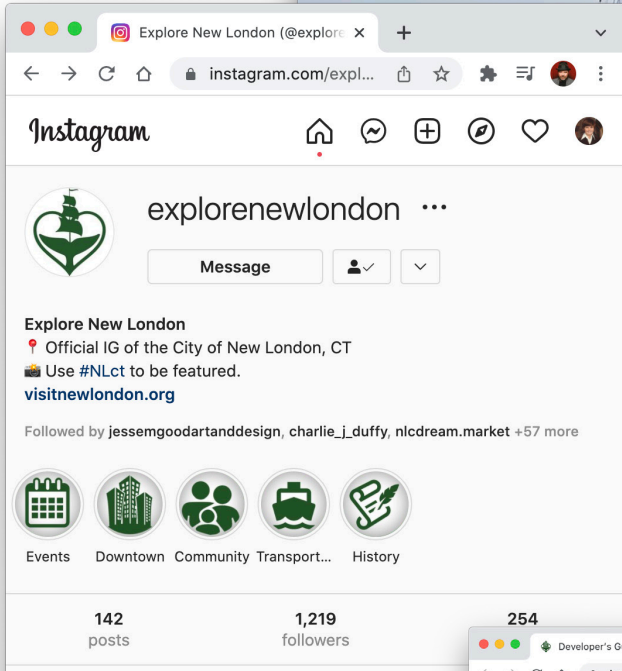 Explore New London (@explore
instagram.com/expl...
Instagram
explorenewlondon
Message
Explore New London
📍 Official IG of the City of New London, CT
📸 Use #NLct to be featured.
visitnewlondon.org
Followed by jessemgoodartanddesign, charlie_j_duffy, nlcdream.market +57 more
Events Downtown Community Transport... History
142 1,219 254
posts followers
Developer's G